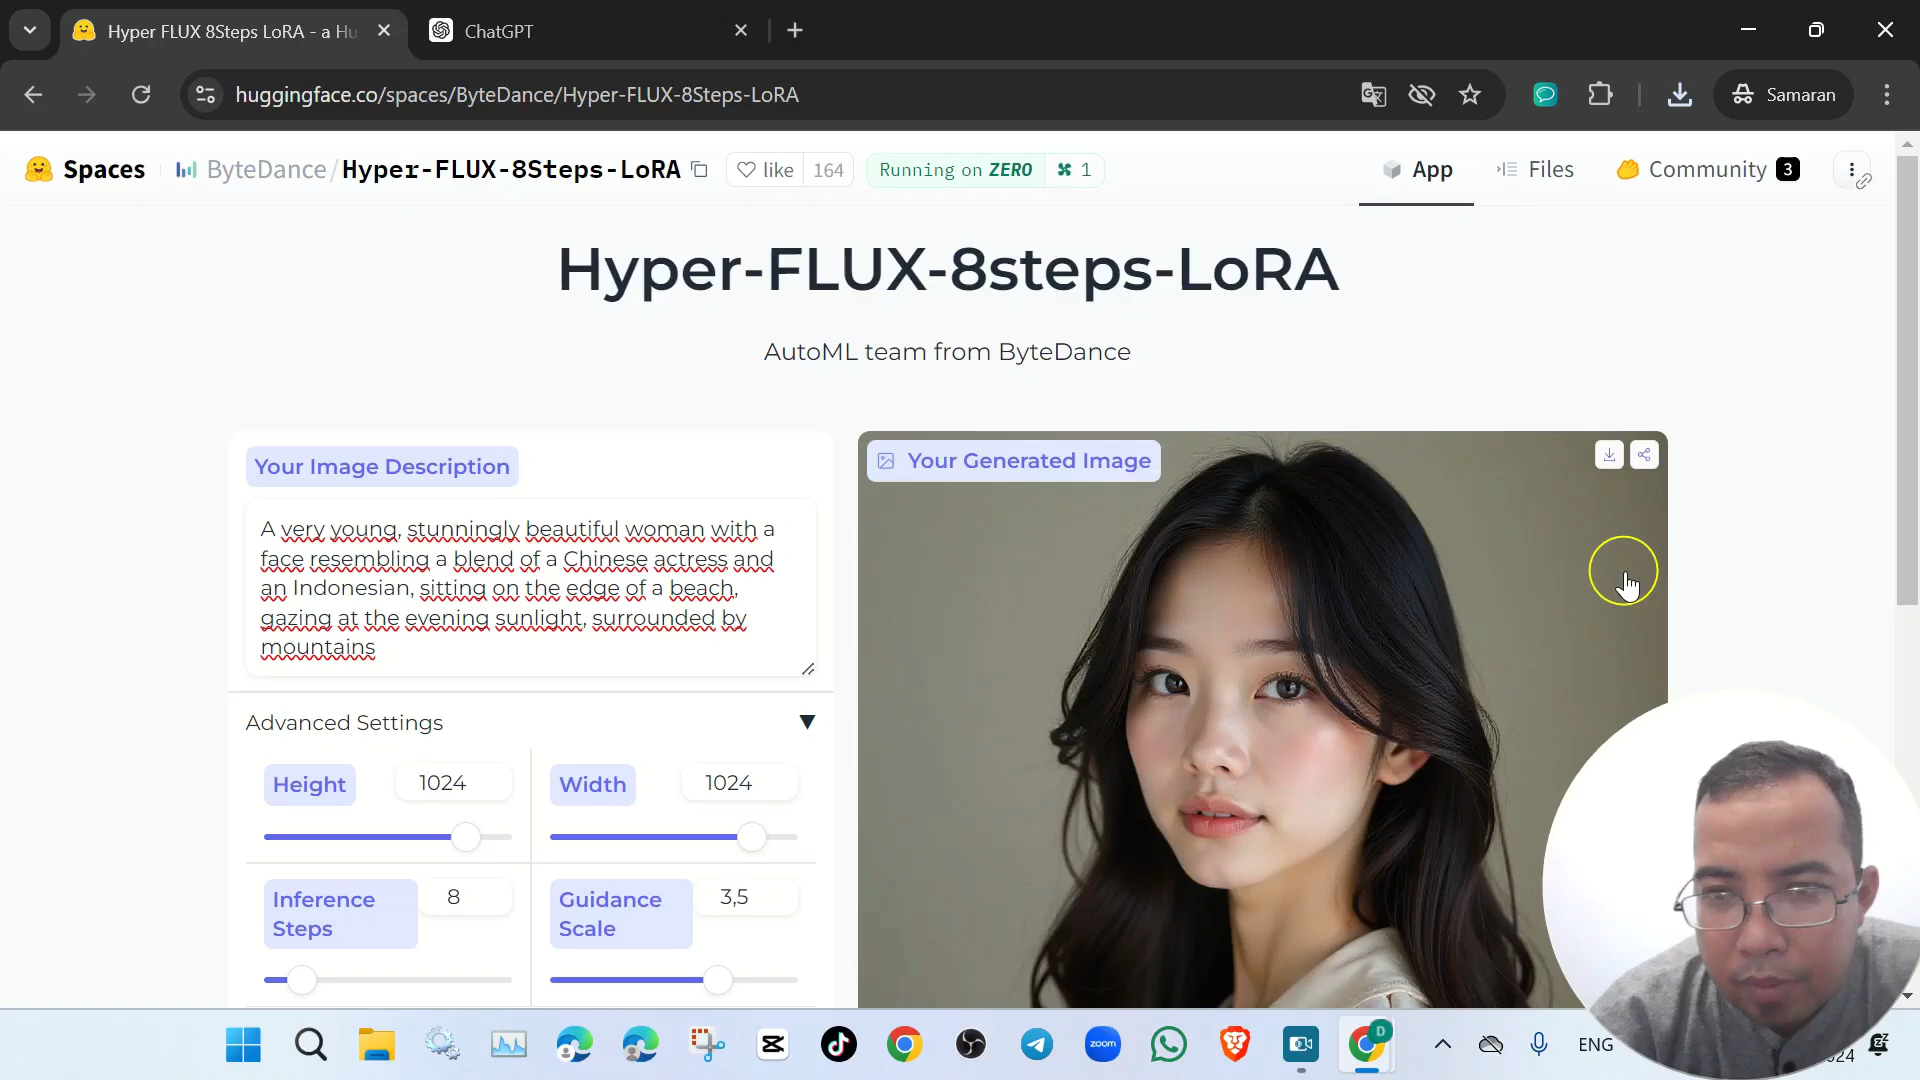 Hyper FLUX 8Steps LoRA - a Hu
ChatGPT
huggingface.co/spaces/ByteDance/Hyper-FLUX-8Steps-LoRA
Samaran
Spaces
ByteDance/Hyper-FLUX-8Steps-LoRA
like 164
Running on ZERO 1
App
Files
Community 3
Hyper-FLUX-8steps-LoRA
AutoML team from ByteDance
Your Image Description
A very young, stunningly beautiful woman with a
face resembling a blend of a Chinese actress and
an Indonesian, sitting on the edge of a beach,
gazing at the evening sunlight, surrounded by
mountains
Your Generated Image
Advanced Settings
Height 1024
Width 1024
Inference
Steps
8
Guidance
Scale
3,5
zoom
D
ENG